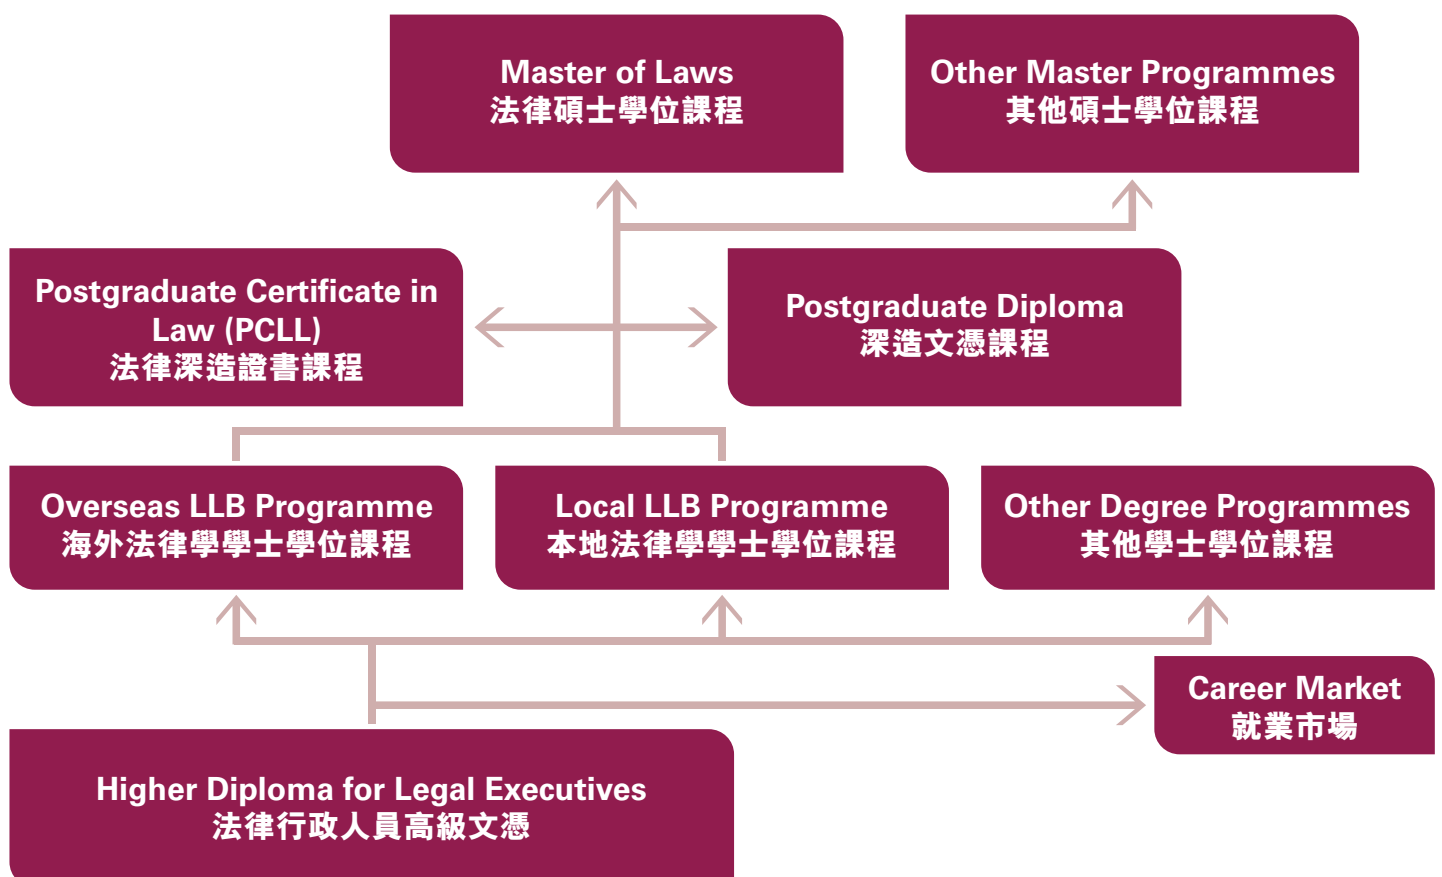 Master of Laws
法律碩士學位課程
Other Master Programmes
其他碩士學位課程
Postgraduate Certificate in
Law (PCLL)
法律深造證書課程
Postgraduate Diploma
深造文憑課程
Overseas LLB Programme
海外法律學學士學位課程
Local LLB Programme
本地法律學學士學位課程
Other Degree Programmes
其他學士學位課程
Career Market
就業市場
Higher Diploma for Legal Executives
法律行政人員高級文憑